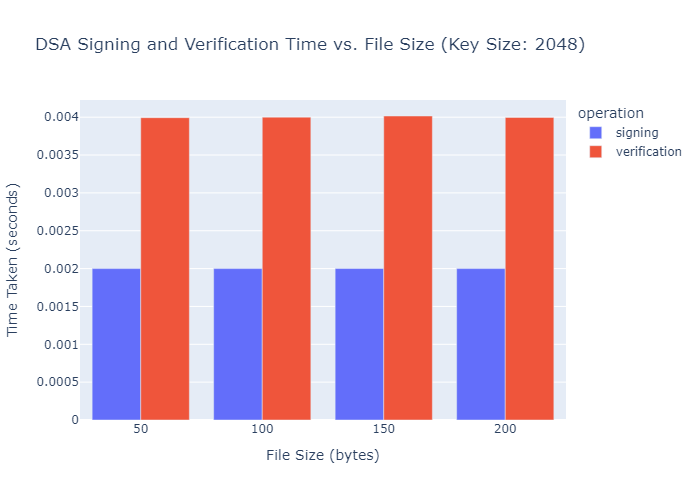 DSA Signing and Verification Time vs. File Size (Key Size: 2048)
operation
signing
verification
Time Taken (seconds)
0.004
0.0035
0.003
0.0025
0.002
0.0015
0.001
0.0005
0
50 100 150 200
File Size (bytes)